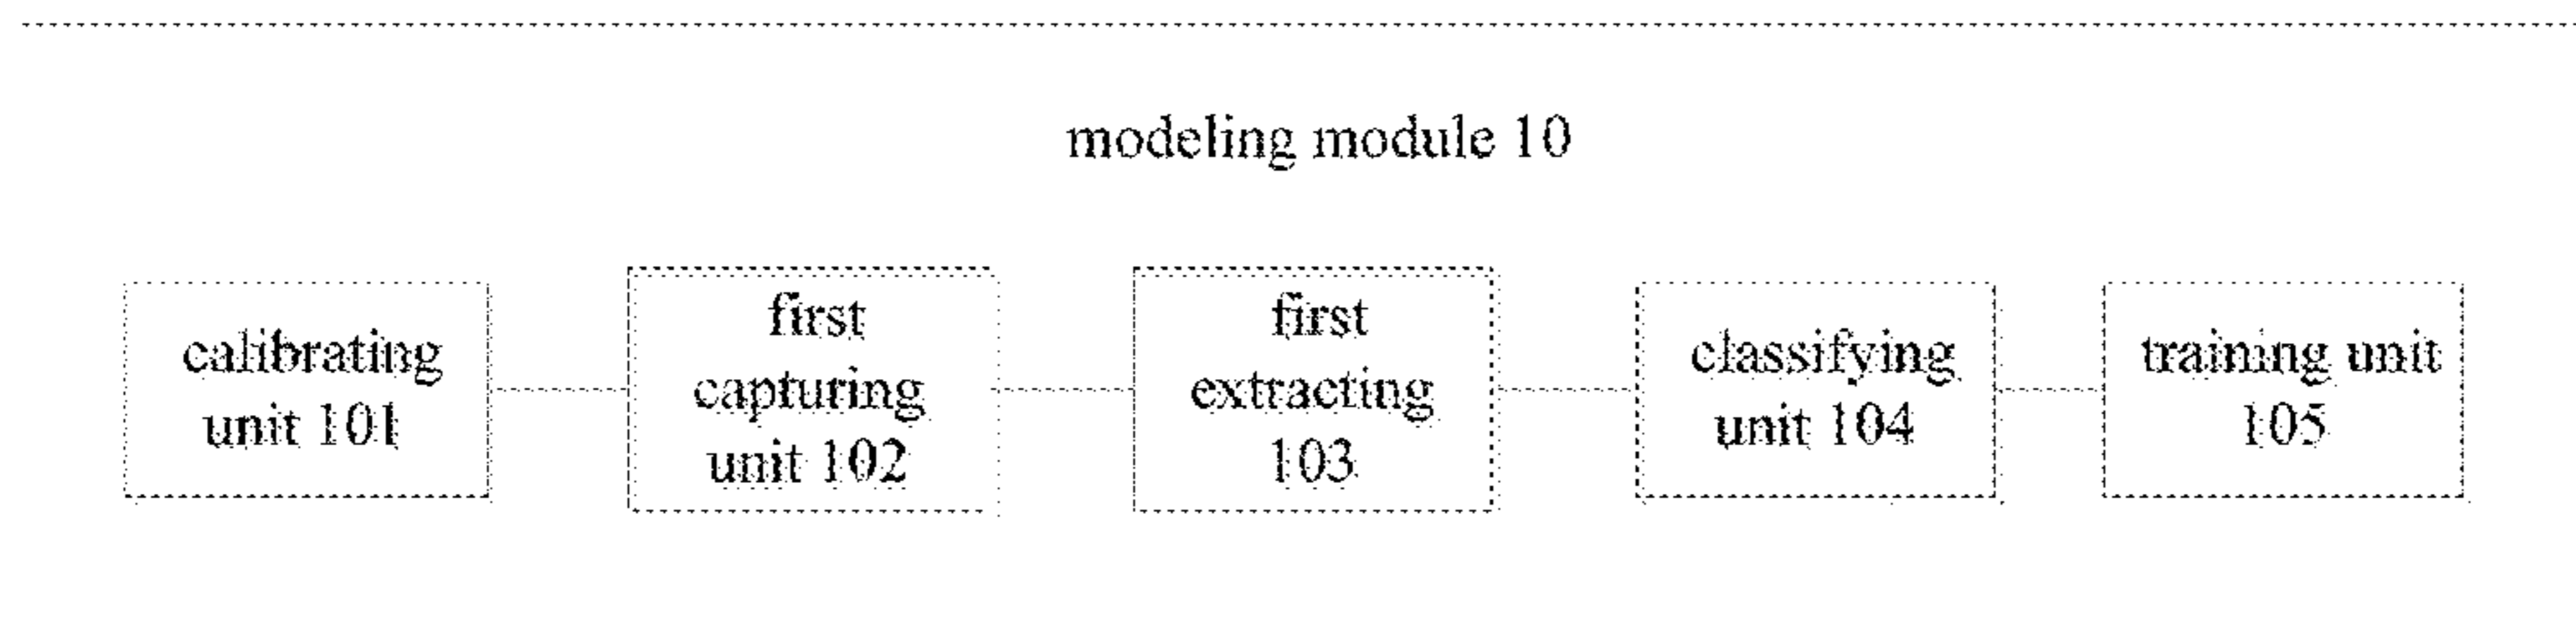 modeling module 10
calibrating
unit 101
first
capturing
unit 102
first
extracting
103
classifying
unit 104
training unit
105